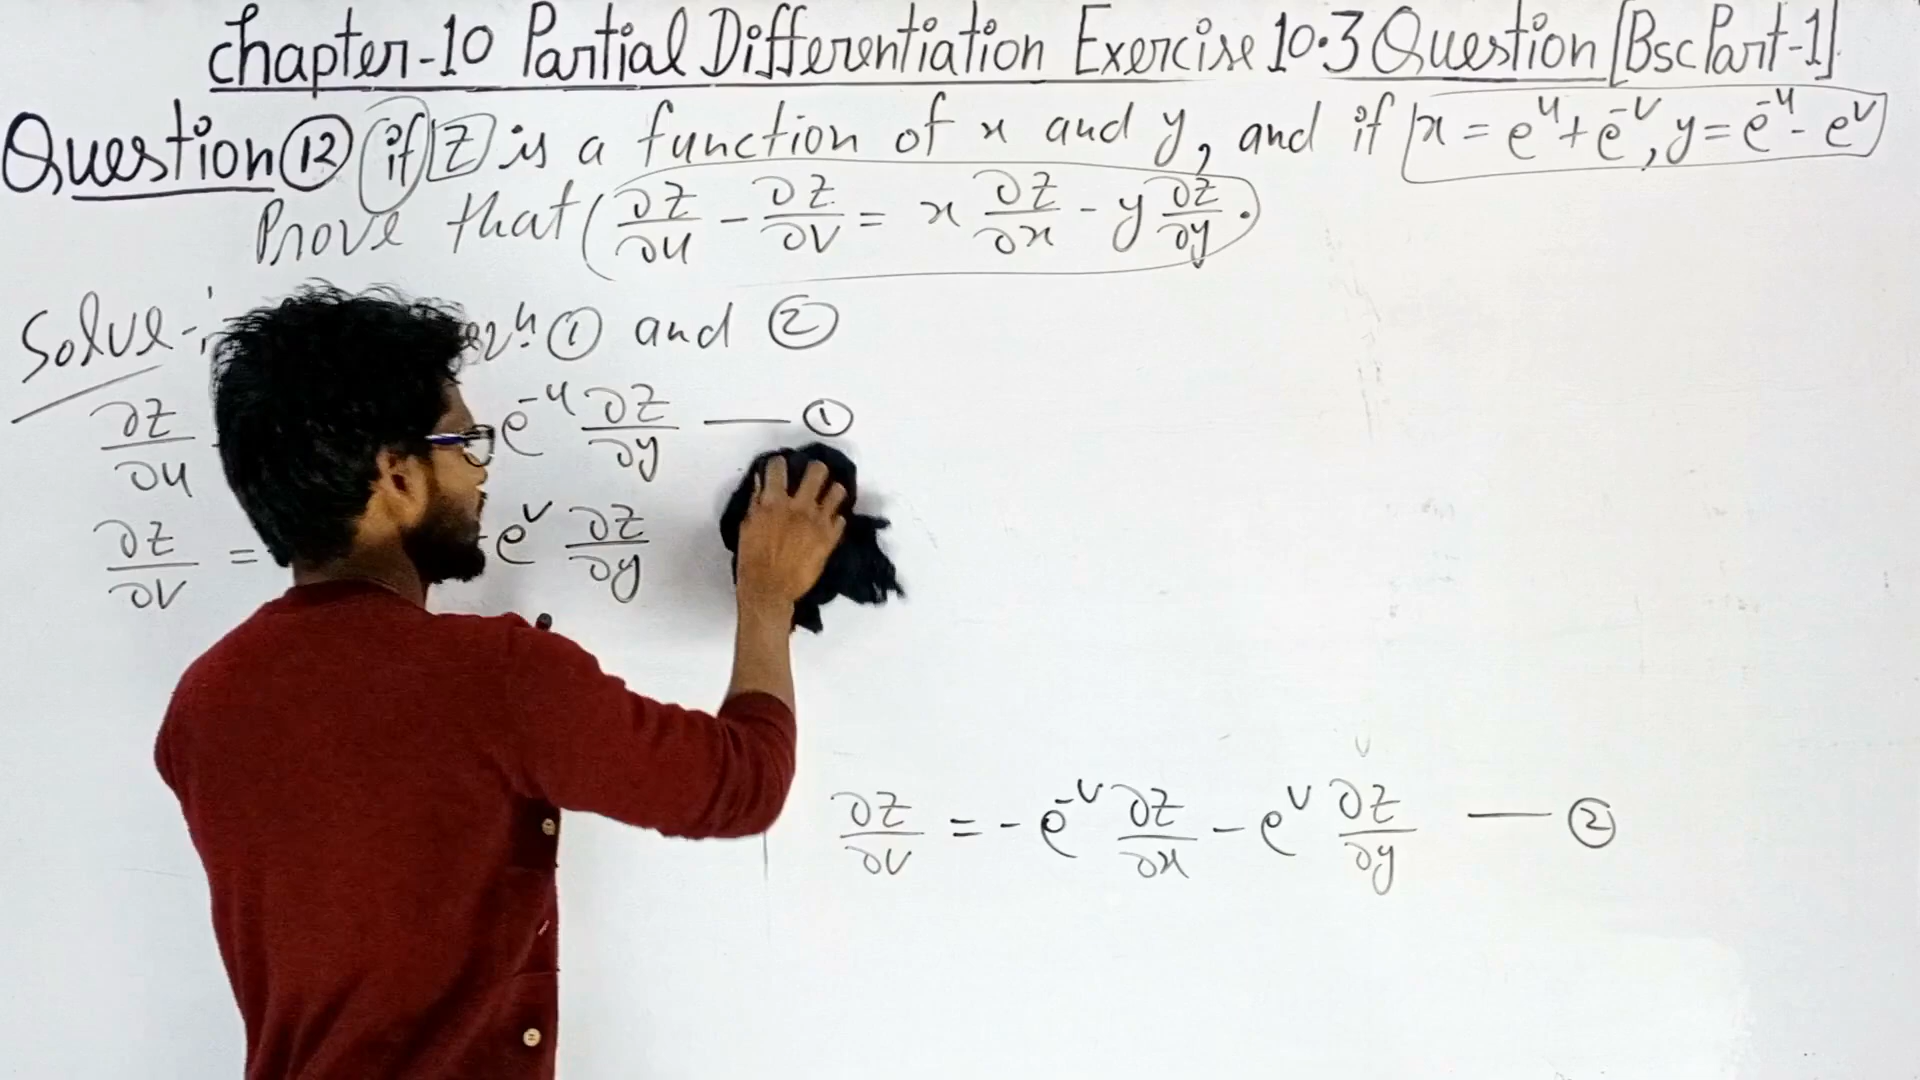 Chapter-10 Partial Differentiation Exercise 10.3 Question [Bsc Part-1]
Question ⑫ if z is a function of x and y, and if x = e^u + e^-v, y = e^-u - e^v
Prove that ∂z/∂u - ∂z/∂v = x ∂z/∂x - y ∂z/∂y.
Solve- ① and ②
∂z/∂u e^-u ∂z/∂y — ①
∂z/∂v = e^v ∂z/∂y
∂z/∂v = - e^-v ∂z/∂x - e^v ∂z/∂y — ②